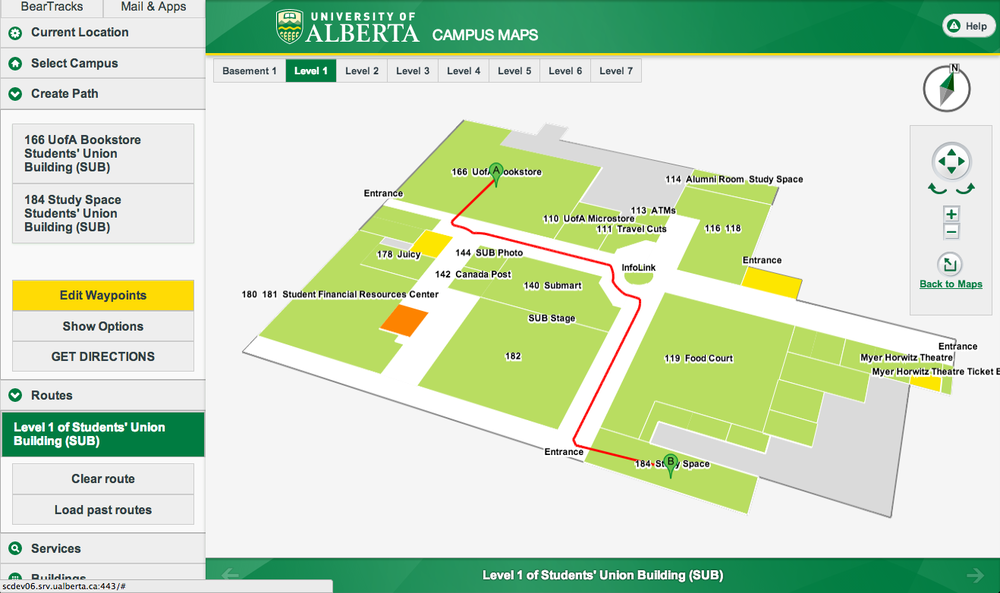 BearTracks
Mail & Apps
Current Location
Select Campus
Create Path
166 UofA Bookstore
Students' Union
Building (SUB)
184 Study Space
Students' Union
Building (SUB)
Edit Waypoints
Show Options
GET DIRECTIONS
Routes
Level 1 of Students' Union
Building (SUB)
Clear route
Load past routes
Services
Buildings
scdev06.srv.ualberta.ca:443/#
UNIVERSITY OF
ALBERTA
CAMPUS MAPS
Help
Basement 1
Level 1
Level 2
Level 3
Level 4
Level 5
Level 6
Level 7
N
Back to Maps
166 UofA Bookstore
A
114 Alumni Room Study Space
Entrance
113 ATMs
110 UofA Microstore
111 Travel Cuts
116 118
178 Juicy
144 SUB Photo
Entrance
InfoLink
142 Canada Post
140 Submart
180 181 Student Financial Resources Center
SUB Stage
182
119 Food Court
Entrance
Myer Horwitz Theatre
Myer Horwitz Theatre Ticket B
Entrance
184 Study Space
B
Level 1 of Students' Union Building (SUB)